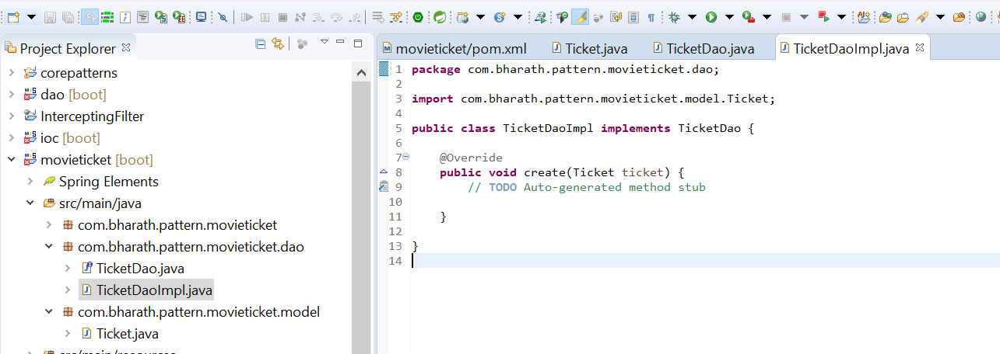 Project Explorer
corepatterns
dao [boot]
InterceptingFilter
ioc [boot]
movieticket [boot]
Spring Elements
src/main/java
com.bharath.pattern.movieticket
com.bharath.pattern.movieticket.dao
TicketDao.java
TicketDaoImpl.java
com.bharath.pattern.movieticket.model
Ticket.java
src/main/resources
movieticket/pom.xml Ticket.java TicketDao.java TicketDaoImpl.java
1 package com.bharath.pattern.movieticket.dao;
2
3 import com.bharath.pattern.movieticket.model.Ticket;
4
5 public class TicketDaoImpl implements TicketDao {
6
7 @Override
8 public void create(Ticket ticket) {
9 // TODO Auto-generated method stub
10
11 }
12
13 }
14